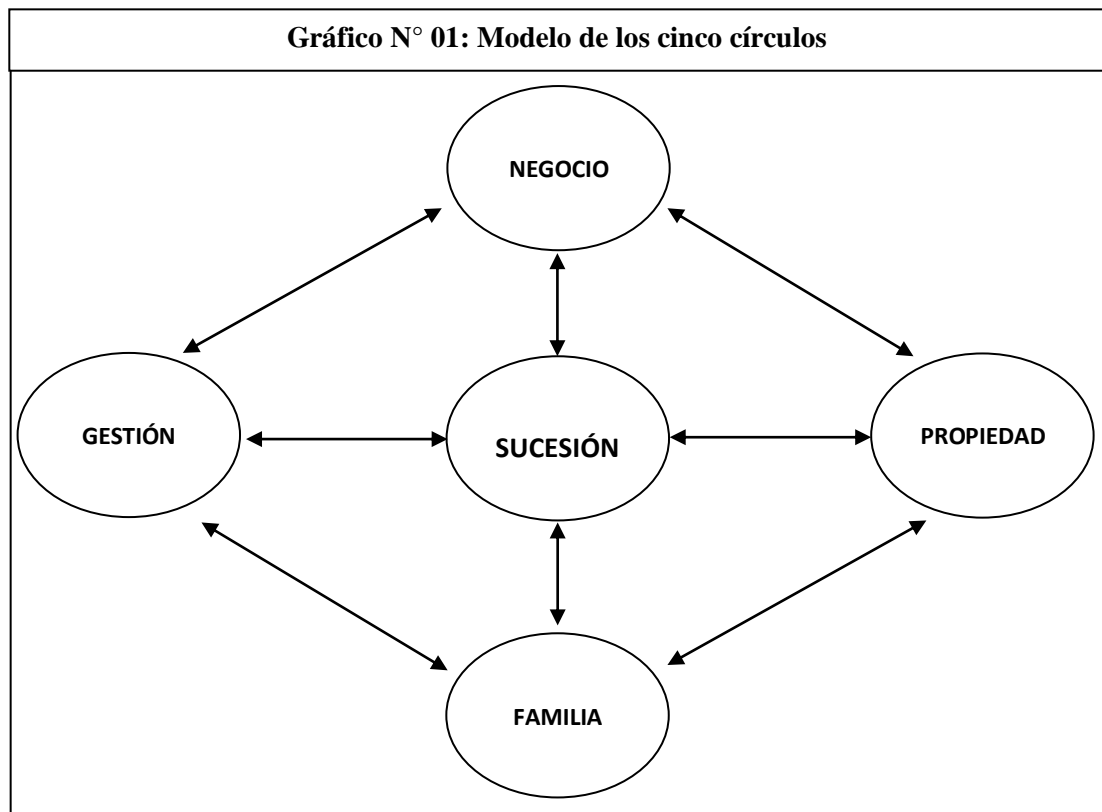 Gráfico N° 01: Modelo de los cinco círculos
NEGOCIO
GESTIÓN
SUCESIÓN
PROPIEDAD
FAMILIA